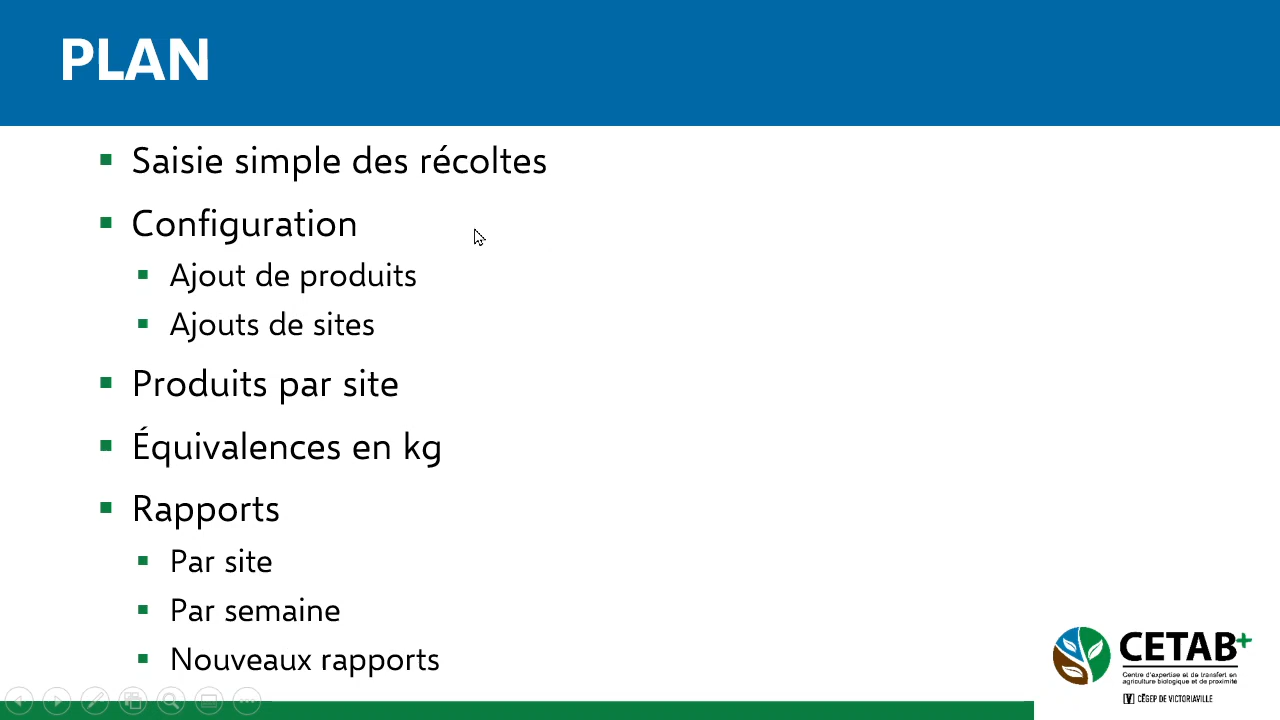 PLAN
Saisie simple des récoltes
Configuration
Ajout de produits
Ajouts de sites
Produits par site
Équivalences en kg
Rapports
Par site
Par semaine
Nouveaux rapports
CETAB+
Centre d'expertise et de transfert en
agriculture biologique et de proximité
CÉGEP DE VICTORIAVILLE